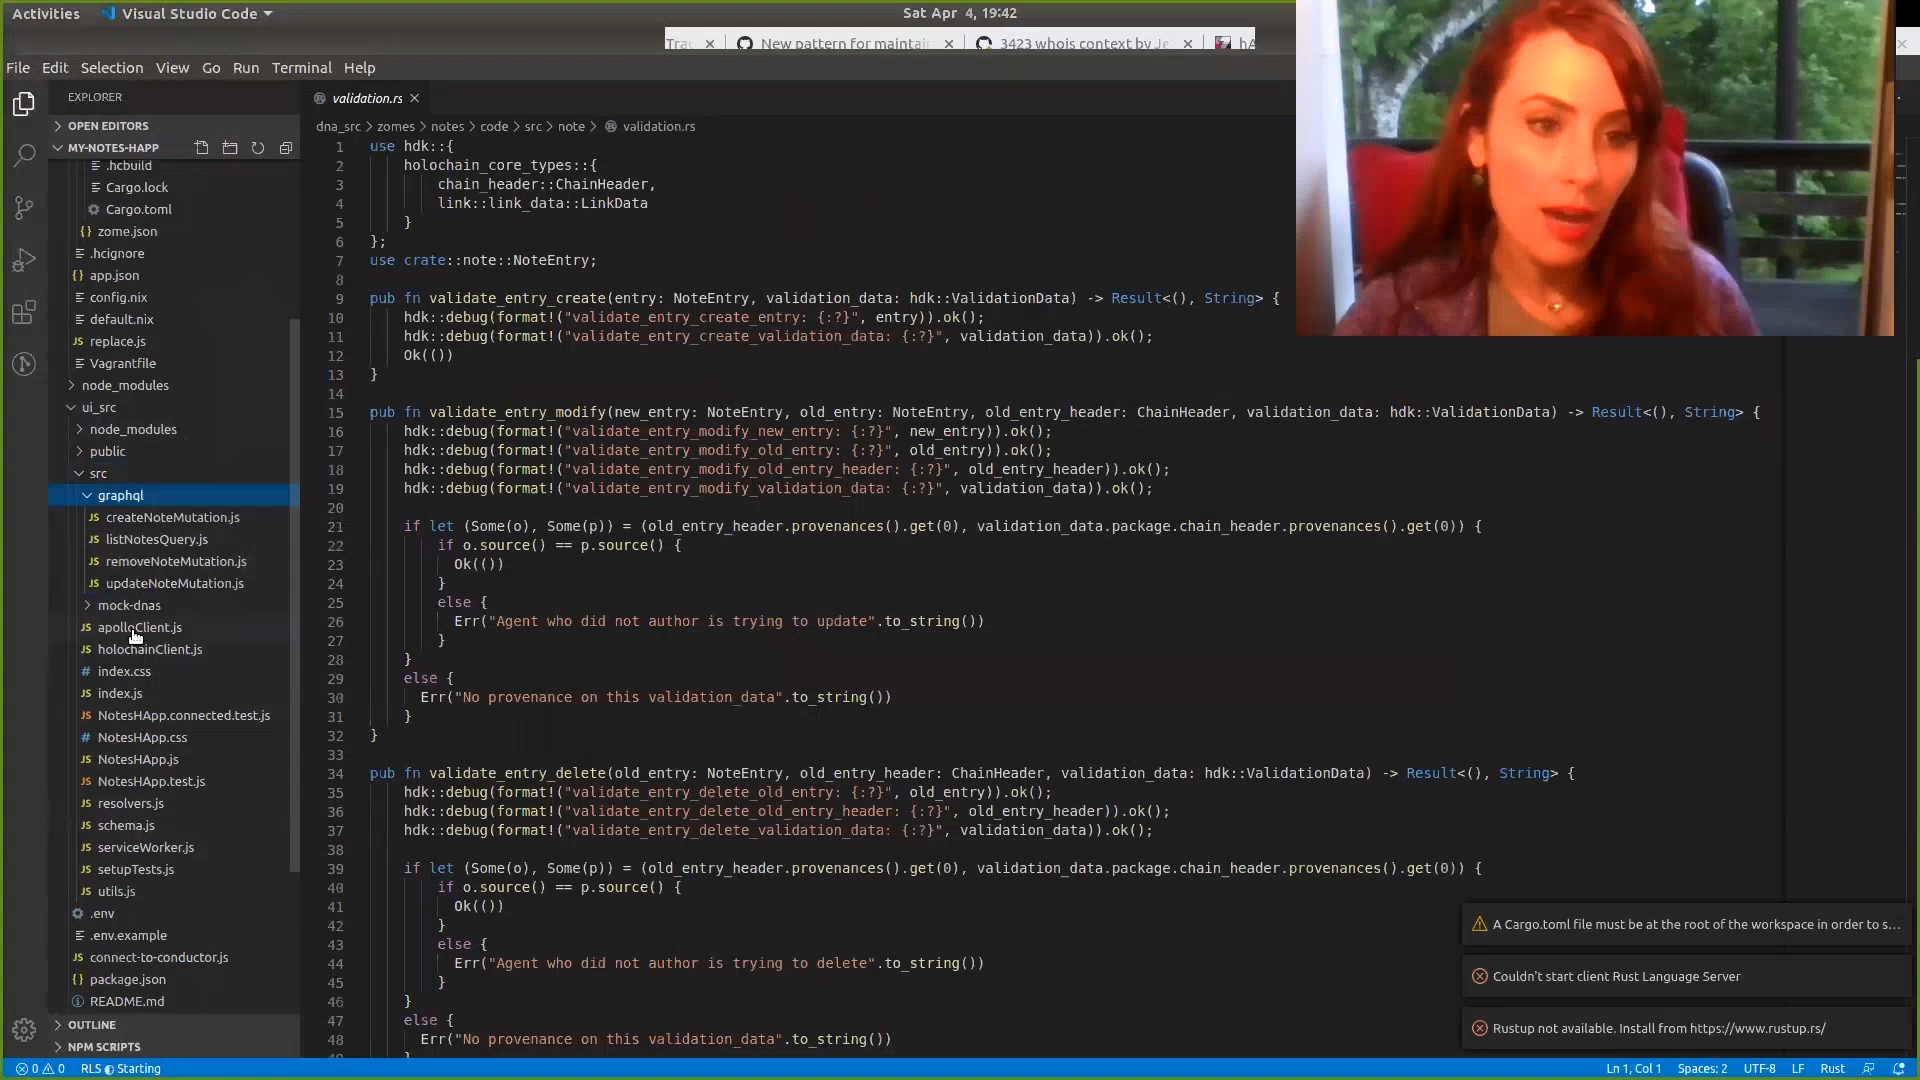 Activities
Visual Studio Code
Sat Apr 4, 19:42
New pattern for maintai
3423 whois context by Je
hA
File Edit Selection View Go Run Terminal Help
EXPLORER
OPEN EDITORS
MY-NOTES-HAPP
.hcbuild
Cargo.lock
Cargo.toml
{} zome.json
.hcignore
{} app.json
config.nix
default.nix
JS replace.js
Vagrantfile
node_modules
ui_src
node_modules
public
src
graphql
JS createNoteMutation.js
JS listNotesQuery.js
JS removeNoteMutation.js
JS updateNoteMutation.js
mock-dnas
JS apolloClient.js
JS holochainClient.js
# index.css
JS index.js
JS NotesHApp.connected.test.js
# NotesHApp.css
JS NotesHApp.js
JS NotesHApp.test.js
JS resolvers.js
JS schema.js
JS serviceWorker.js
JS setupTests.js
JS utils.js
.env
.env.example
JS connect-to-conductor.js
{} package.json
README.md
OUTLINE
NPM SCRIPTS
validation.rs
dna_src > zomes > notes > code > src > note > validation.rs
1 use hdk::{
2 holochain_core_types::{
3 chain_header::ChainHeader,
4 link::link_data::LinkData
5 }
6 };
7 use crate::note::NoteEntry;
8
9 pub fn validate_entry_create(entry: NoteEntry, validation_data: hdk::ValidationData) -> Result<(), String> {
10 hdk::debug(format!("validate_entry_create_entry: {:?}", entry)).ok();
11 hdk::debug(format!("validate_entry_create_validation_data: {:?}", validation_data)).ok();
12 Ok(())
13 }
14
15 pub fn validate_entry_modify(new_entry: NoteEntry, old_entry: NoteEntry, old_entry_header: ChainHeader, validation_data: hdk::ValidationData) -> Result<(), String> {
16 hdk::debug(format!("validate_entry_modify_new_entry: {:?}", new_entry)).ok();
17 hdk::debug(format!("validate_entry_modify_old_entry: {:?}", old_entry)).ok();
18 hdk::debug(format!("validate_entry_modify_old_entry_header: {:?}", old_entry_header)).ok();
19 hdk::debug(format!("validate_entry_modify_validation_data: {:?}", validation_data)).ok();
20
21 if let (Some(o), Some(p)) = (old_entry_header.provenances().get(0), validation_data.package.chain_header.provenances().get(0)) {
22 if o.source() == p.source() {
23 Ok(())
24 }
25 else {
26 Err("Agent who did not author is trying to update".to_string())
27 }
28 }
29 else {
30 Err("No provenance on this validation_data".to_string())
31 }
32 }
33
34 pub fn validate_entry_delete(old_entry: NoteEntry, old_entry_header: ChainHeader, validation_data: hdk::ValidationData) -> Result<(), String> {
35 hdk::debug(format!("validate_entry_delete_old_entry: {:?}", old_entry)).ok();
36 hdk::debug(format!("validate_entry_delete_old_entry_header: {:?}", old_entry_header)).ok();
37 hdk::debug(format!("validate_entry_delete_validation_data: {:?}", validation_data)).ok();
38
39 if let (Some(o), Some(p)) = (old_entry_header.provenances().get(0), validation_data.package.chain_header.provenances().get(0)) {
40 if o.source() == p.source() {
41 Ok(())
42 }
43 else {
44 Err("Agent who did not author is trying to delete".to_string())
45 }
46 }
47 else {
48 Err("No provenance on this validation_data".to_string())
A Cargo.toml file must be at the root of the workspace in order to s...
Couldn't start client Rust Language Server
Rustup not available. Install from https://www.rustup.rs/
0 0 RLS Starting
Ln 1, Col 1 Spaces: 2 UTF-8 LF Rust